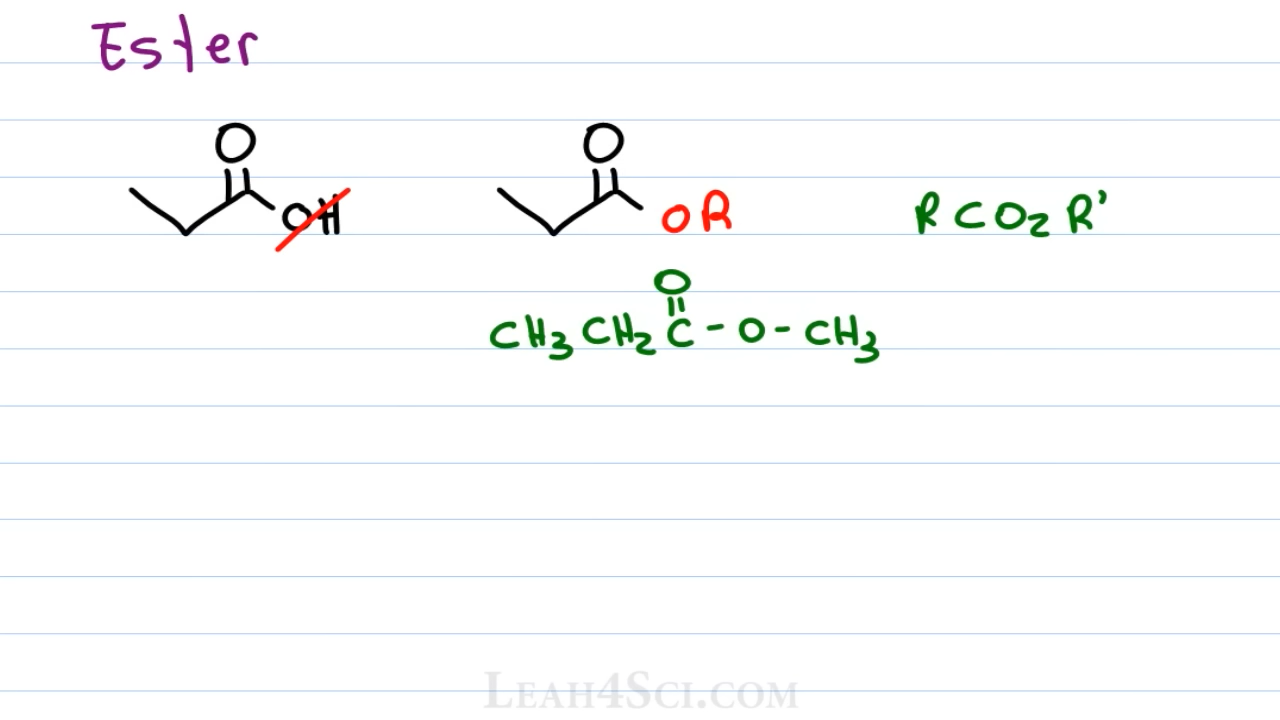 Ester
O O
OH OR RCO₂R'
O
CH₃CH₂C-O-CH₃
LEAH4SCI.COM